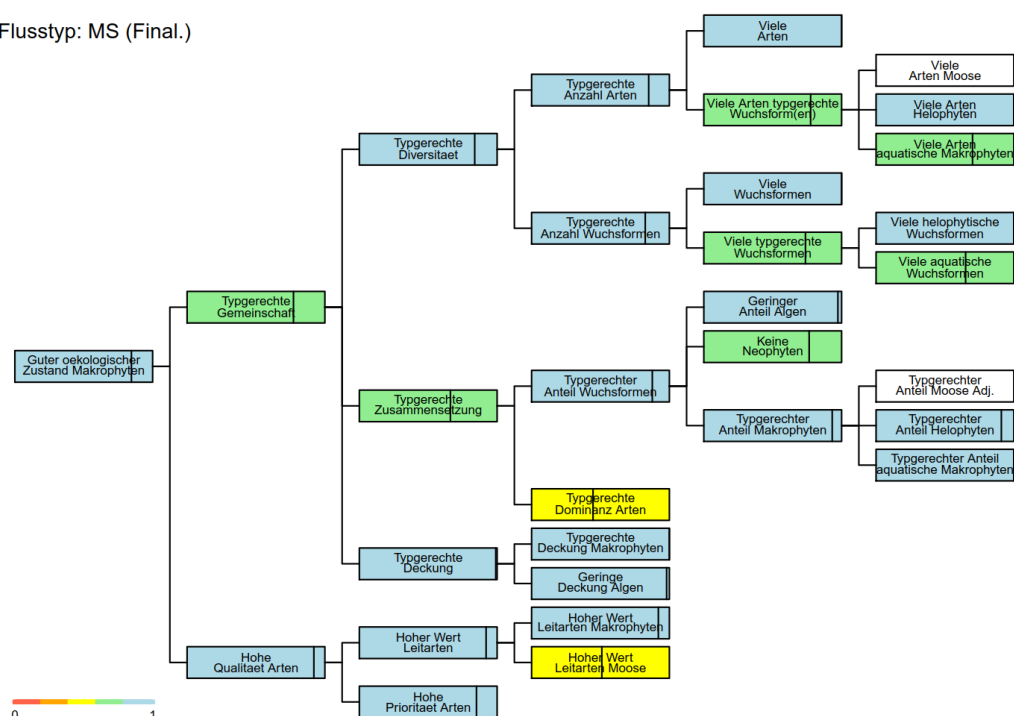 Flusstyp: MS (Final.)
Viele
Arten
Viele
Arten Moose
Typgerechte
Anzahl Arten
Viele Arten typgerechte
Wuchsform(en)
Viele Arten
Helophyten
Viele Arten
aquatische Makrophyten
Typgerechte
Diversitaet
Viele
Wuchsformen
Typgerechte
Anzahl Wuchsformen
Viele helophytische
Wuchsformen
Viele typgerechte
Wuchsformen
Viele aquatische
Wuchsformen
Typgerechte
Gemeinschaft
Geringer
Anteil Algen
Keine
Neophyten
Guter oekologischer
Zustand Makrophyten
Typgerechter
Anteil Wuchsformen
Typgerechter
Anteil Moose Adj.
Typgerechte
Zusammensetzung
Typgerechter
Anteil Makrophyten
Typgerechter
Anteil Helophyten
Typgerechter Anteil
aquatische Makrophyten
Typgerechte
Dominanz Arten
Typgerechte
Deckung Makrophyten
Typgerechte
Deckung
Geringe
Deckung Algen
Hoher Wert
Leitarten Makrophyten
Hoher Wert
Leitarten
Hohe
Qualitaet Arten
Hoher Wert
Leitarten Moose
Hohe
Prioritaet Arten
0 1